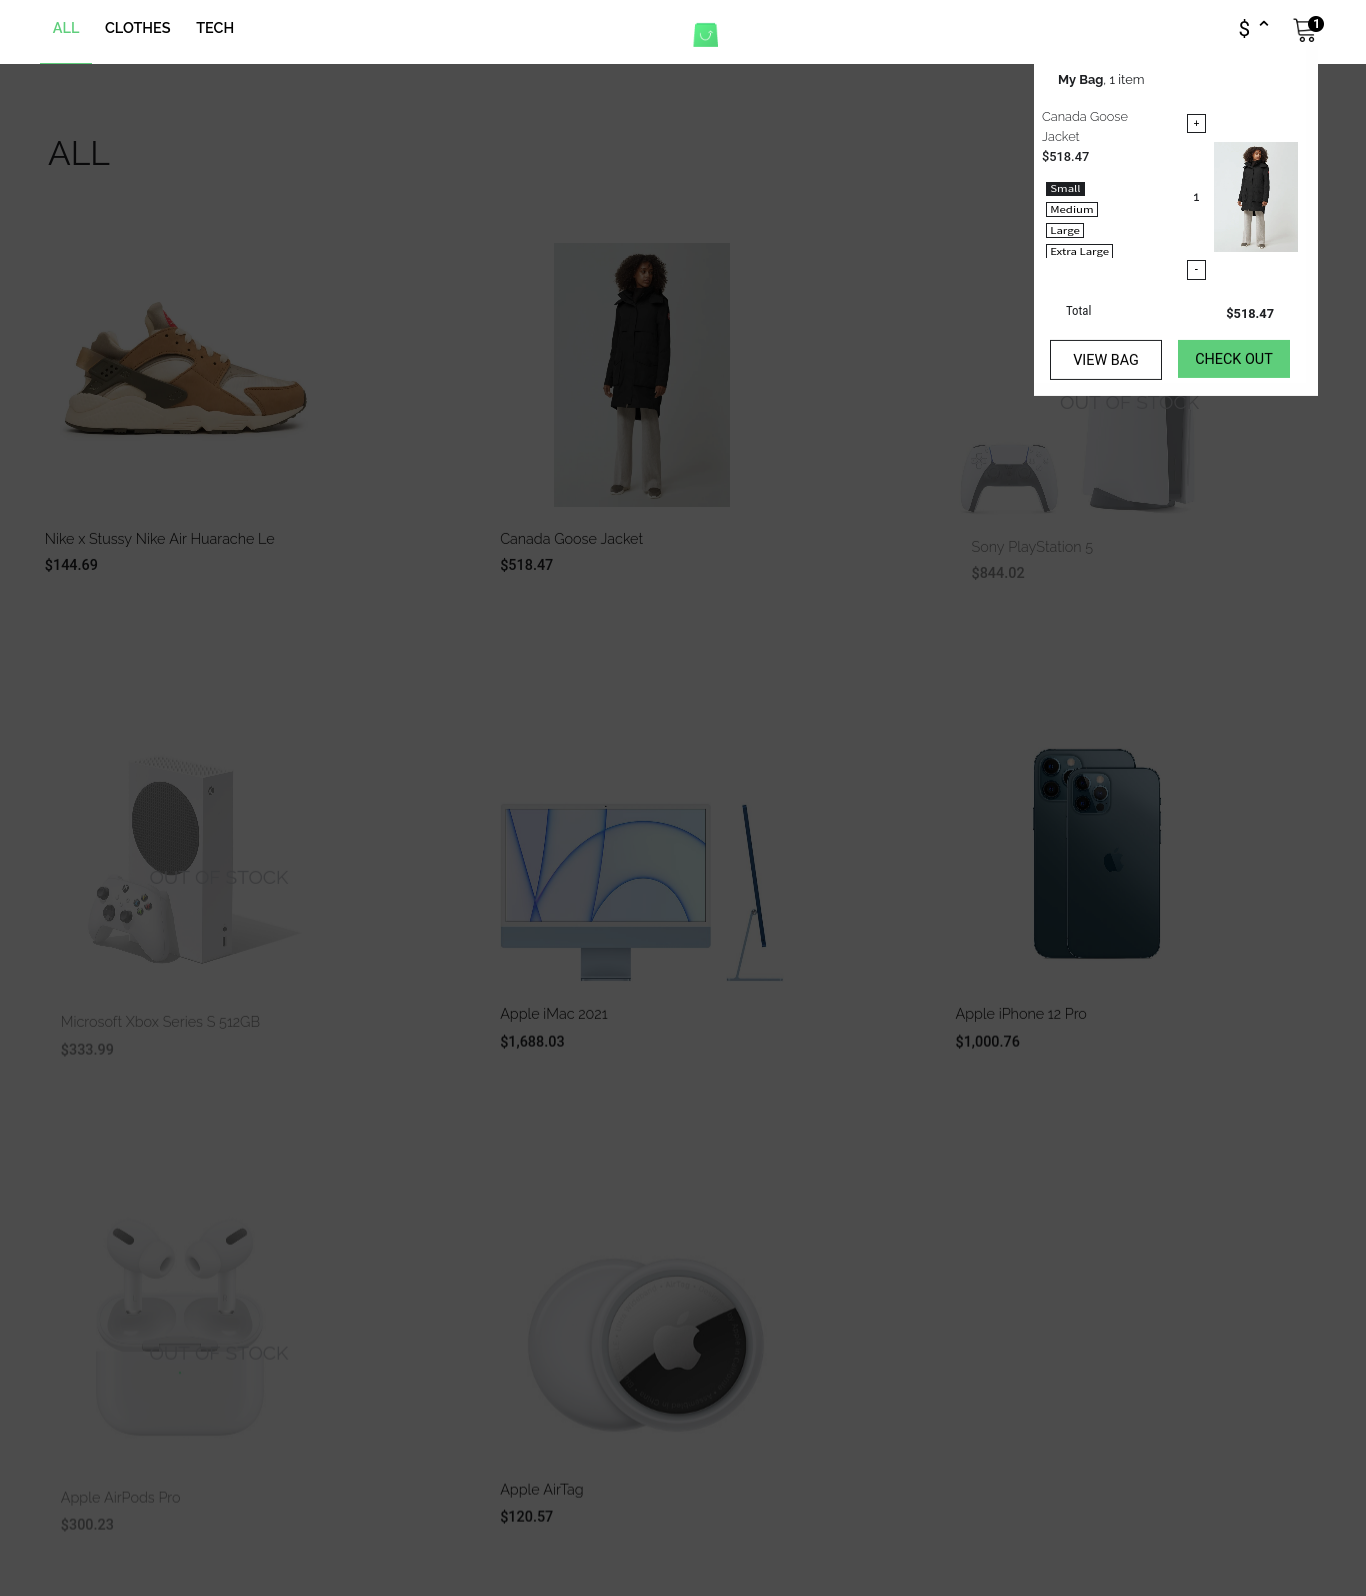 ALL CLOTHES TECH
$ 1
My Bag, 1 item
Canada Goose
Jacket
$518.47
+
Small
Medium
Large
Extra Large
1
-
Total $518.47
VIEW BAG CHECK OUT
ALL
Nike x Stussy Nike Air Huarache Le
$144.69
Canada Goose Jacket
$518.47
OUT OF STOCK
Sony PlayStation 5
$844.02
OUT OF STOCK
Microsoft Xbox Series S 512GB
$333.99
Apple iMac 2021
$1,688.03
Apple iPhone 12 Pro
$1,000.76
OUT OF STOCK
Apple AirPods Pro
$300.23
Apple AirTag
$120.57